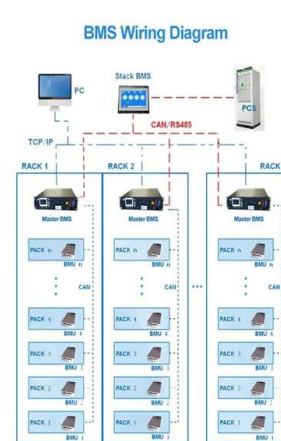 BMS Wiring Diagram
Stack BMS
PC
PCS
CAN/RS485
TCP/IP
RACK 1
RACK 2
RACK
Master BMS
Master BMS
Master BMS
PACK n
BMU n
PACK n
BMU n
PACK n
BMU n
CAN
CAN
CAN
PACK 4
BMU 4
PACK 4
BMU 4
PACK 4
BMU 4
PACK 3
BMU 3
PACK 3
BMU 3
PACK 3
BMU 3
PACK 2
BMU 2
PACK 2
BMU 2
PACK 2
BMU 2
PACK 1
BMU 1
PACK 1
BMU 1
PACK 1
BMU 1